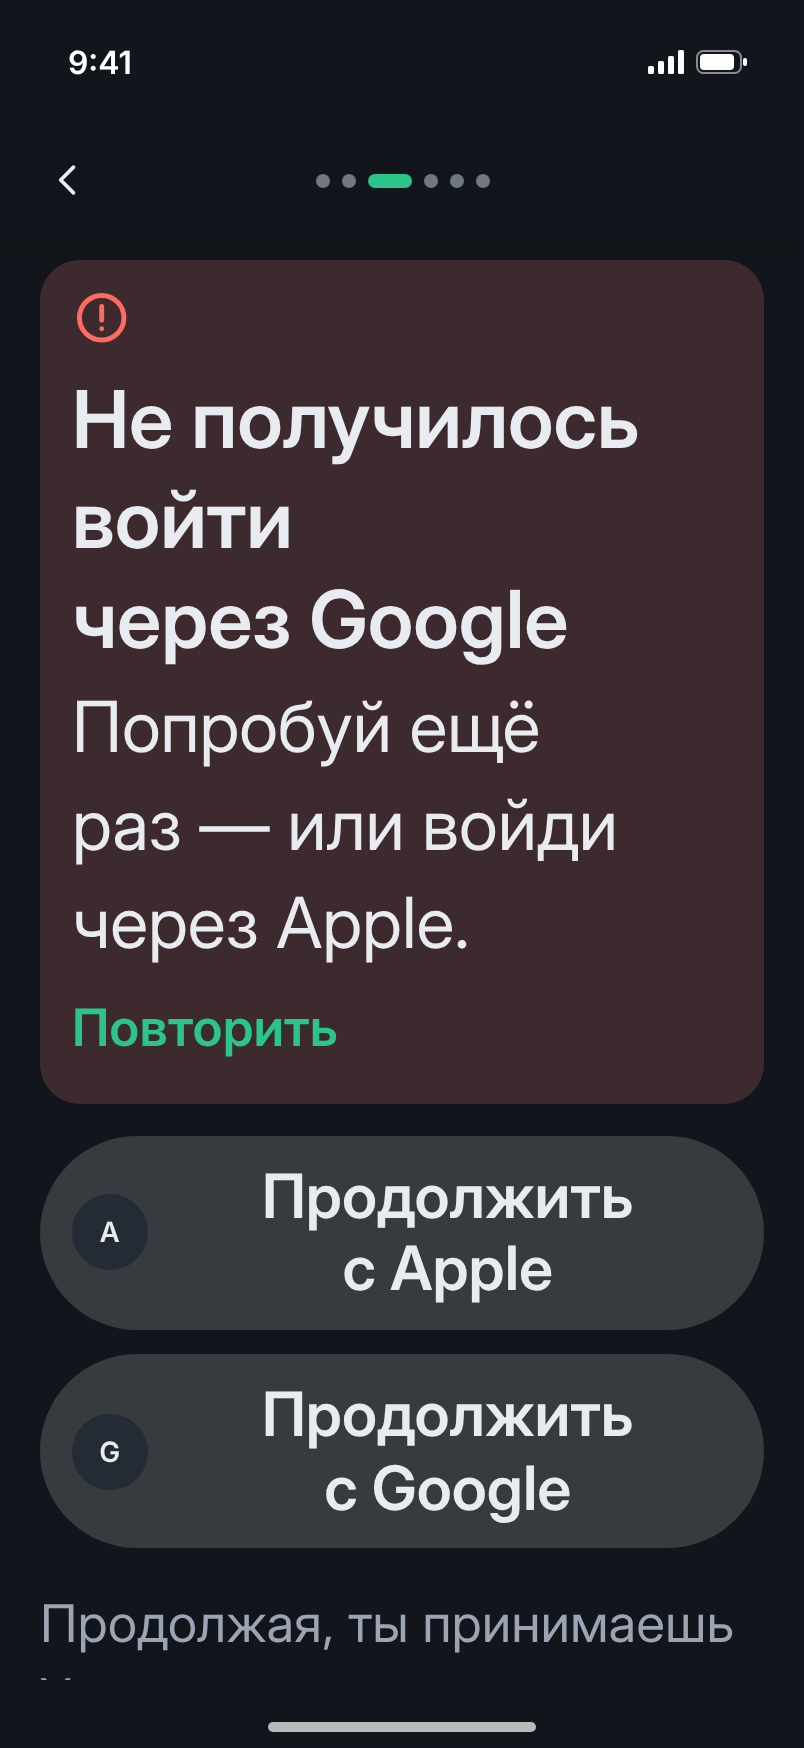 9:41
Не получилось
войти
через Google
Попробуй ещё
раз — или войди
через Apple.
Повторить
A
Продолжить
с Apple
G
Продолжить
с Google
Продолжая, ты принимаешь